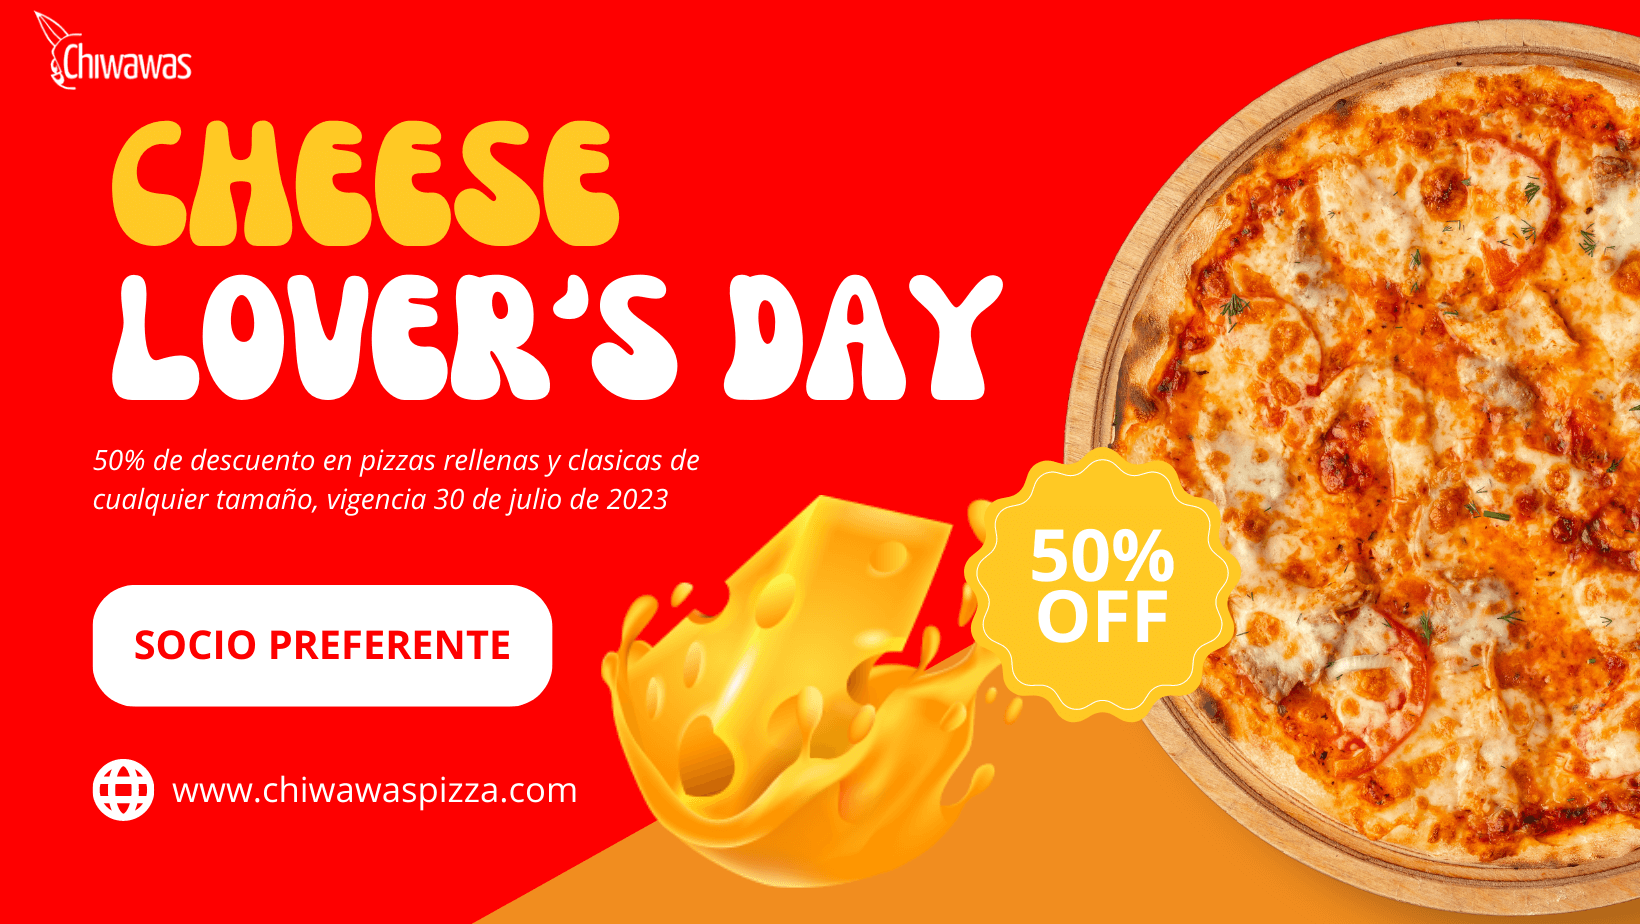 Chiwawas
CHEESE
LOVER'S DAY
50% de descuento en pizzas rellenas y clasicas de
cualquier tamaño, vigencia 30 de julio de 2023
50%
OFF
SOCIO PREFERENTE
www.chiwawaspizza.com